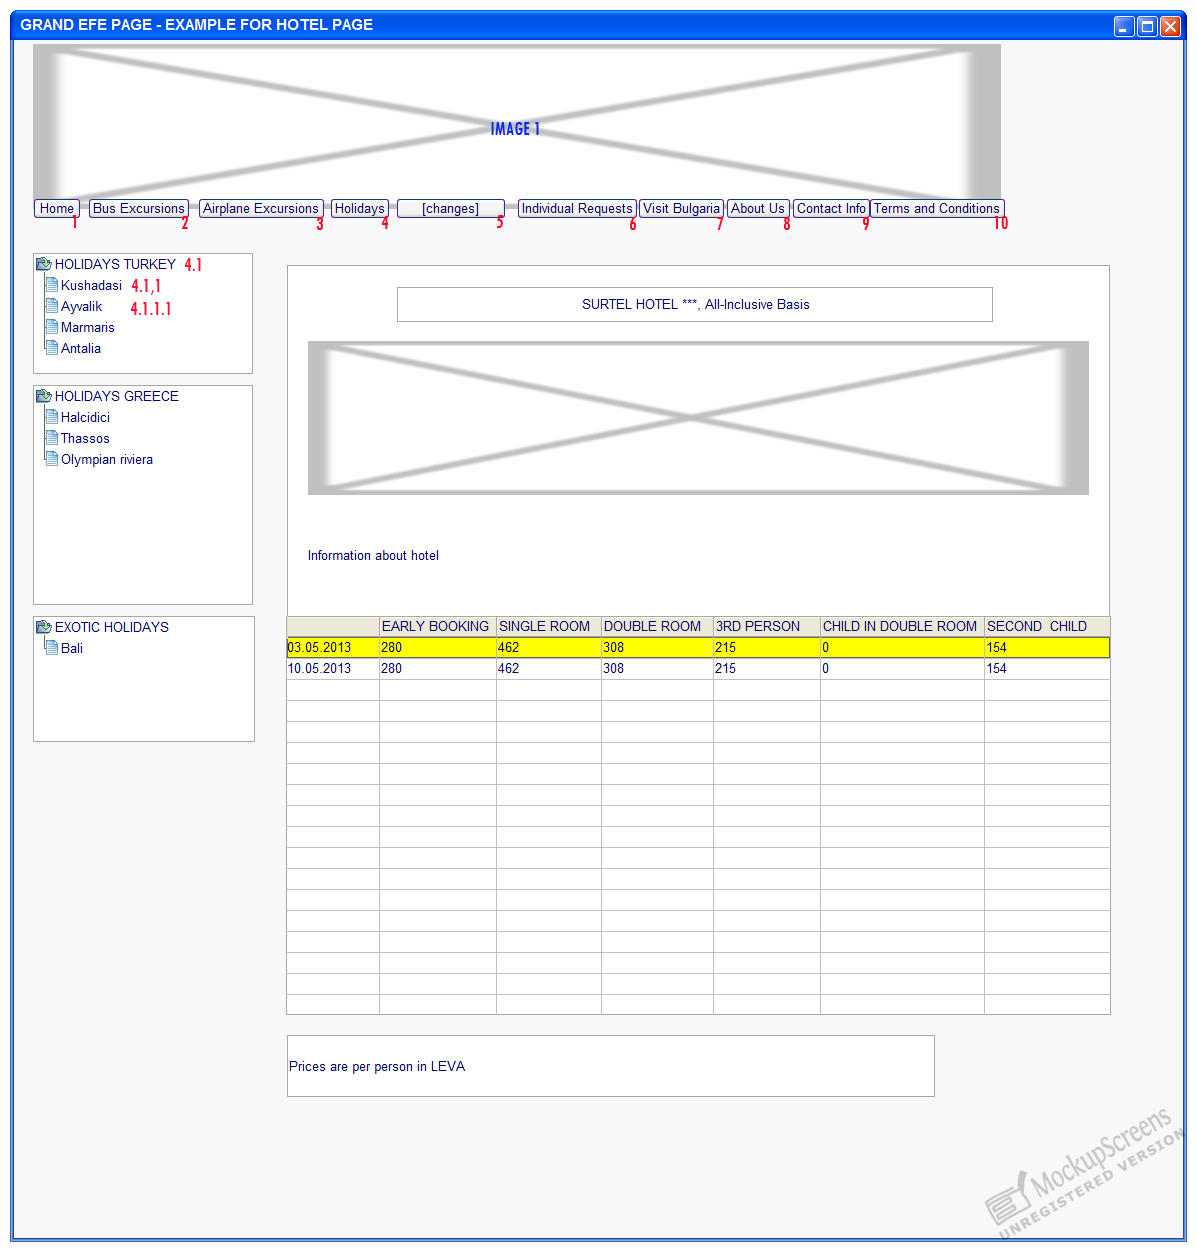 GRAND EFE PAGE - EXAMPLE FOR HOTEL PAGE
IMAGE 1
Home Bus Excursions Airplane Excursions Holidays [changes] Individual Requests Visit Bulgaria About Us Contact Info Terms and Conditions
1 2 3 4 5 6 7 8 9 10
HOLIDAYS TURKEY 4.1
Kushadasi 4.1,1
Ayvalik 4.1.1.1
Marmaris
Antalia
HOLIDAYS GREECE
Halcidici
Thassos
Olympian riviera
EXOTIC HOLIDAYS
Bali
SURTEL HOTEL ***, All-Inclusive Basis
Information about hotel
EARLY BOOKING SINGLE ROOM DOUBLE ROOM 3RD PERSON CHILD IN DOUBLE ROOM SECOND CHILD
03.05.2013 280 462 308 215 0 154
10.05.2013 280 462 308 215 0 154
Prices are per person in LEVA
MockupScreens
UNREGISTERED VERSION